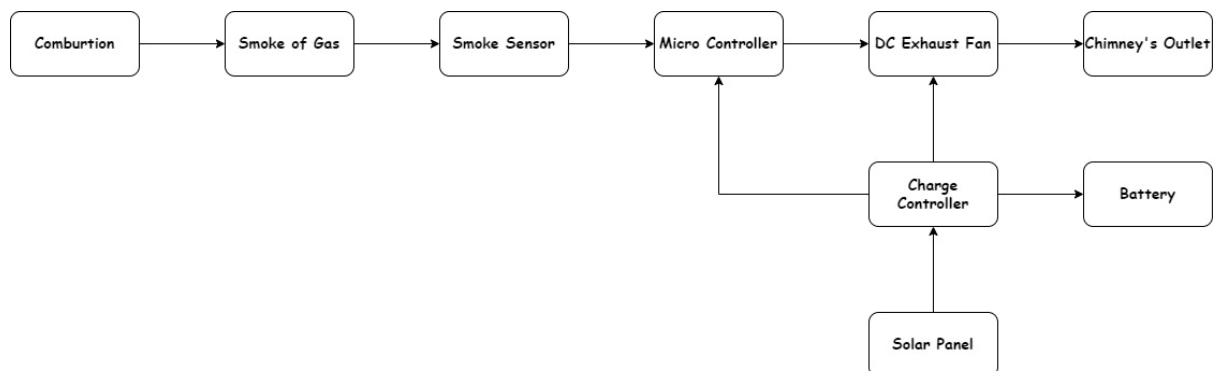 Comburtion
Smoke of Gas
Smoke Sensor
Micro Controller
DC Exhaust Fan
Chimney's Outlet
Charge
Controller
Battery
Solar Panel